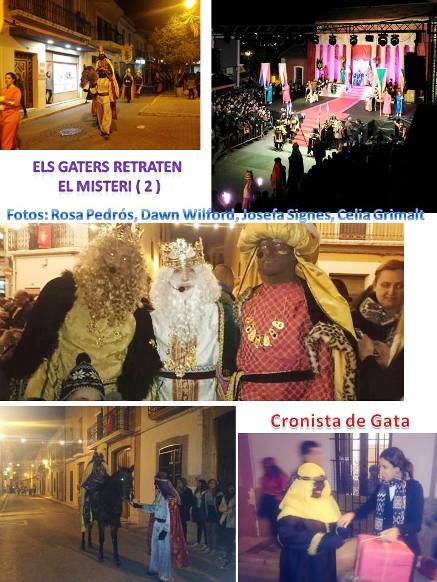 ELS GATERS RETRATEN
EL MISTERI ( 2 )
Fotos: Rosa Pedrós, Dawn Wilford, Josefa Signes, Celia Grimalt
Cronista de Gata